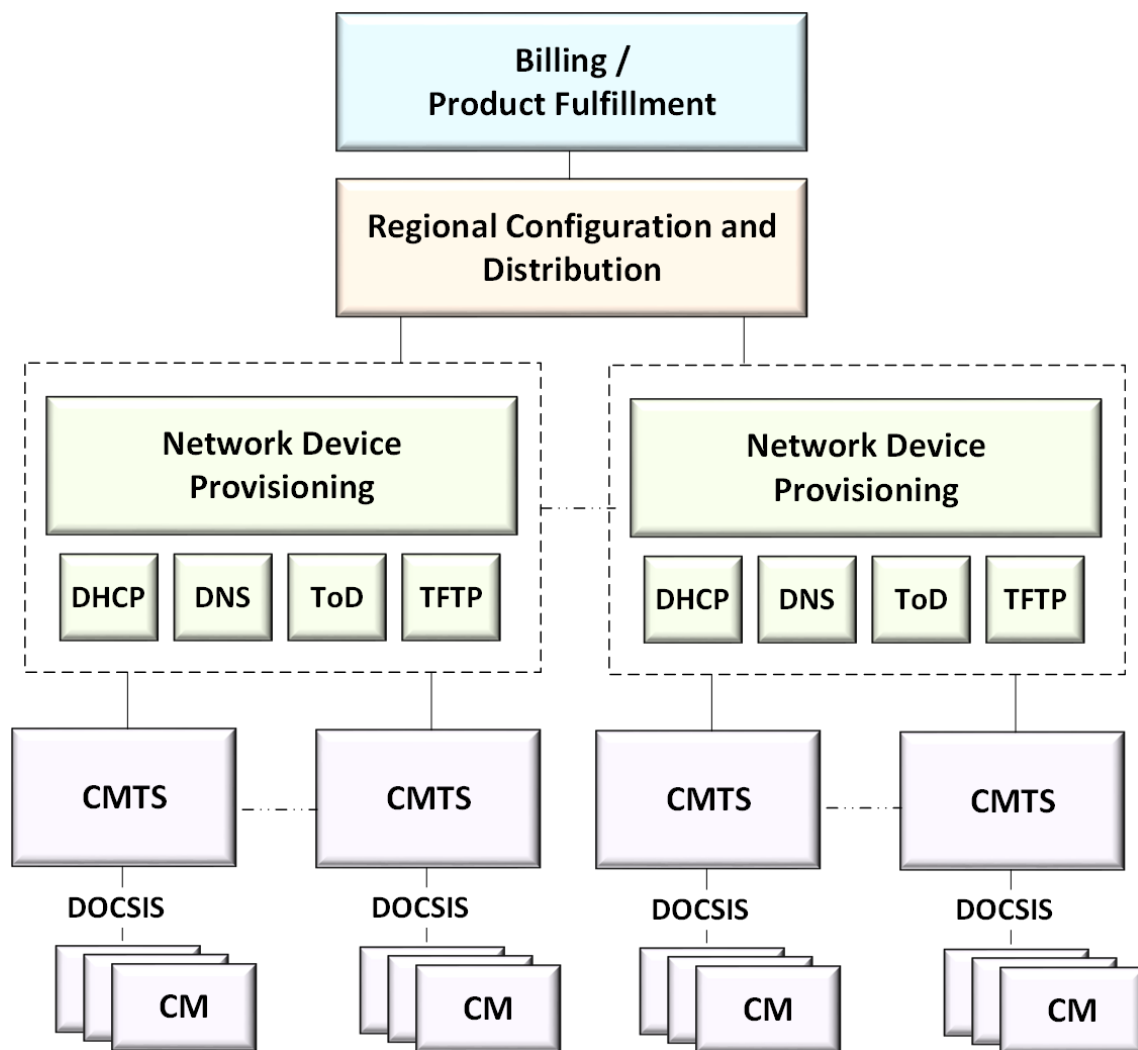 Billing /
Product Fulfillment
Regional Configuration and
Distribution
Network Device
Provisioning
DHCP
DNS
ToD
TFTP
Network Device
Provisioning
DHCP
DNS
ToD
TFTP
CMTS
CMTS
CMTS
CMTS
DOCSIS
DOCSIS
DOCSIS
DOCSIS
CM
CM
CM
CM